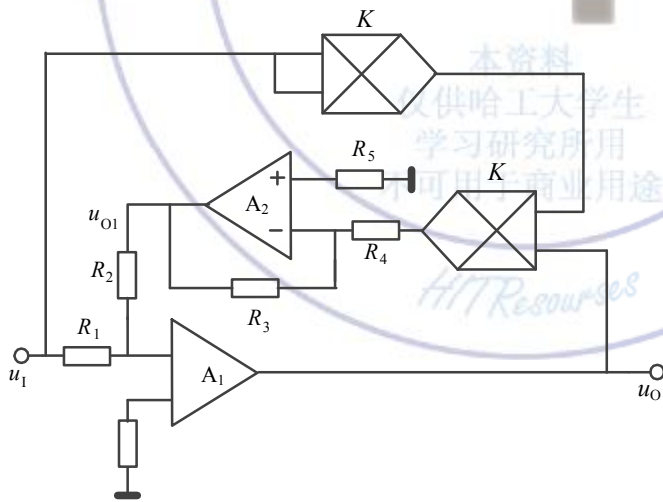 K
本资料
仅供哈工大学生
学习研究所用
不可用于商业用途
R5
K
+
A2
−
uO1
R4
R2
R3
HITResourses
R1
A1
uI
uO